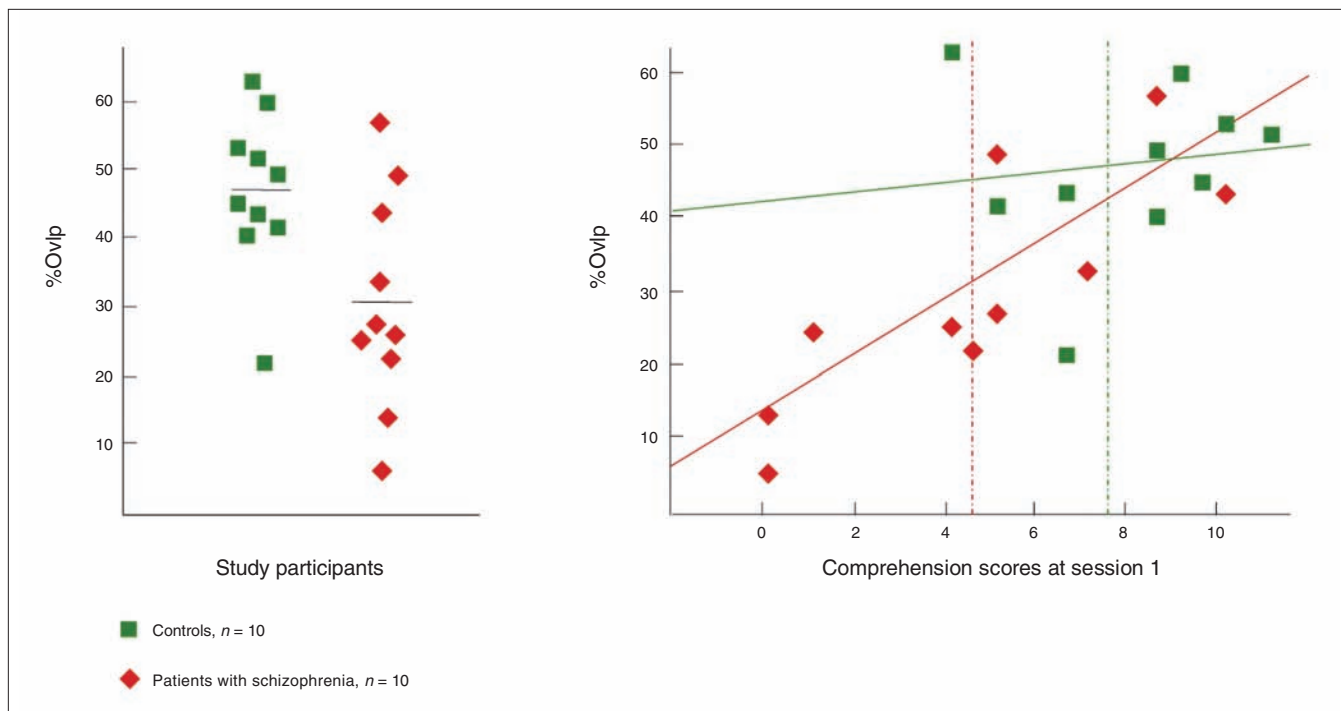 %Ovlp
60
50
40
30
20
10
Study participants
%Ovlp
60
50
40
30
20
10
0 2 4 6 8 10
Comprehension scores at session 1
Controls, n = 10
Patients with schizophrenia, n = 10